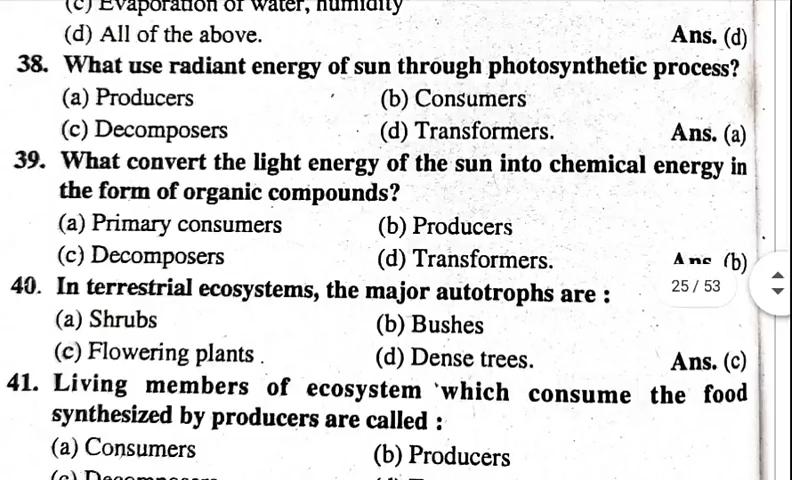 (c) Evaporation of water, humidity
(d) All of the above. Ans. (d)
38. What use radiant energy of sun through photosynthetic process?
(a) Producers (b) Consumers
(c) Decomposers (d) Transformers. Ans. (a)
39. What convert the light energy of the sun into chemical energy in
the form of organic compounds?
(a) Primary consumers (b) Producers
(c) Decomposers (d) Transformers. Ans (b)
25 / 53
40. In terrestrial ecosystems, the major autotrophs are :
(a) Shrubs (b) Bushes
(c) Flowering plants . (d) Dense trees. Ans. (c)
41. Living members of ecosystem which consume the food
synthesized by producers are called :
(a) Consumers (b) Producers